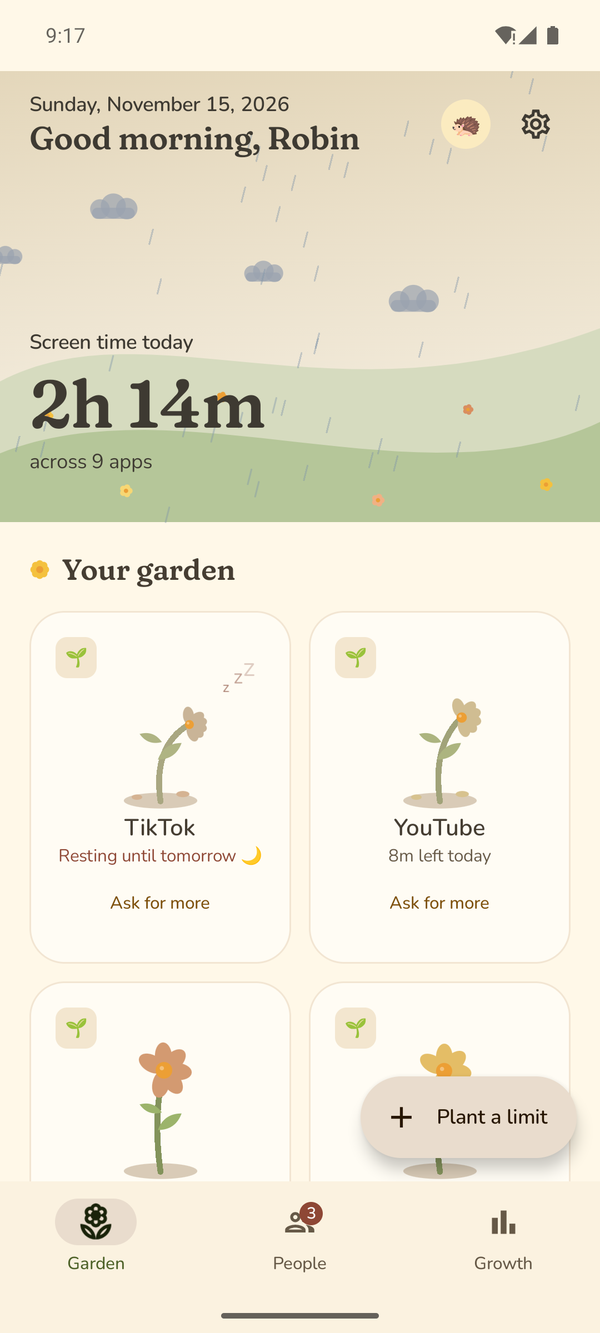 9:17
Sunday, November 15, 2026
Good morning, Robin
Screen time today
2h 14m
across 9 apps
Your garden
z z Z
TikTok
Resting until tomorrow 🌙
Ask for more
YouTube
8m left today
Ask for more
+ Plant a limit
3
Garden
People
Growth